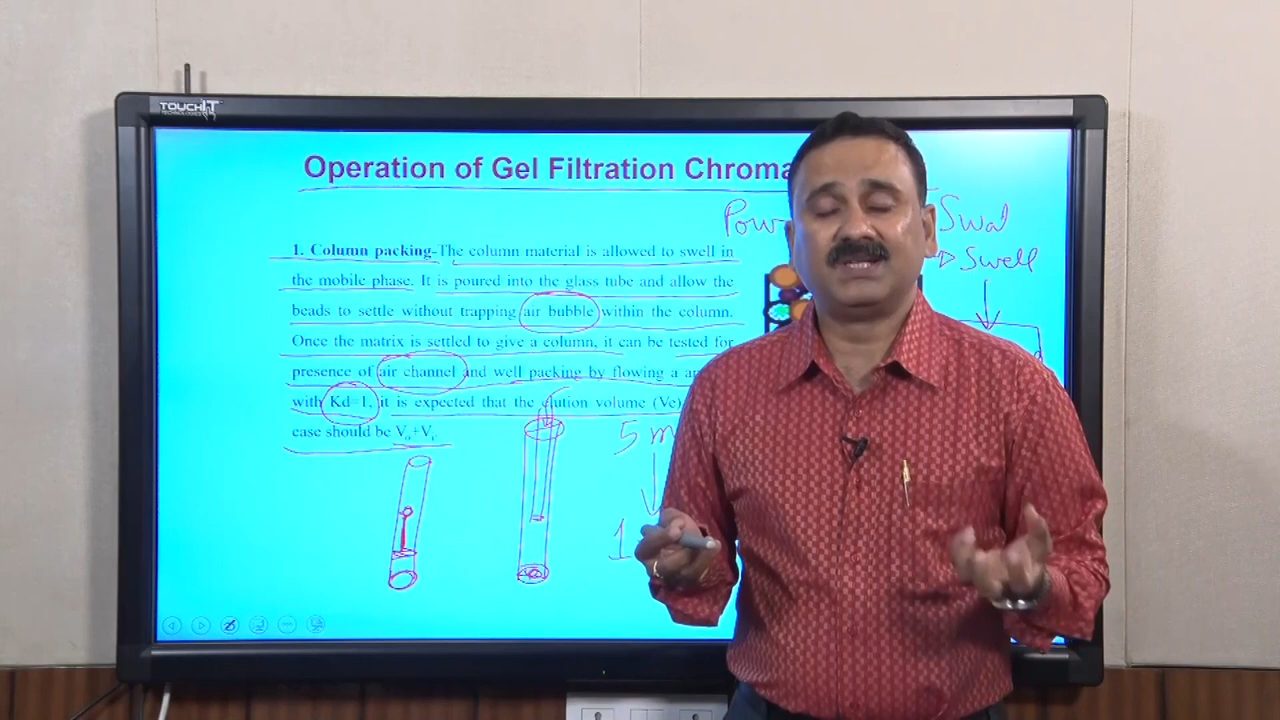 TOUCHIT
TECHNOLOGIES
Operation of Gel Filtration Chroma
Pow
Swal
Swell
1. Column packing-The column material is allowed to swell in
the mobile phase. It is poured into the glass tube and allow the
beads to settle without trapping air bubble within the column.
Once the matrix is settled to give a column, it can be tested for
presence of air channel and well packing by flowing a
with Kd=1, it is expected that the elution volume (Ve)
case should be Vo+Vi.
5 m
1